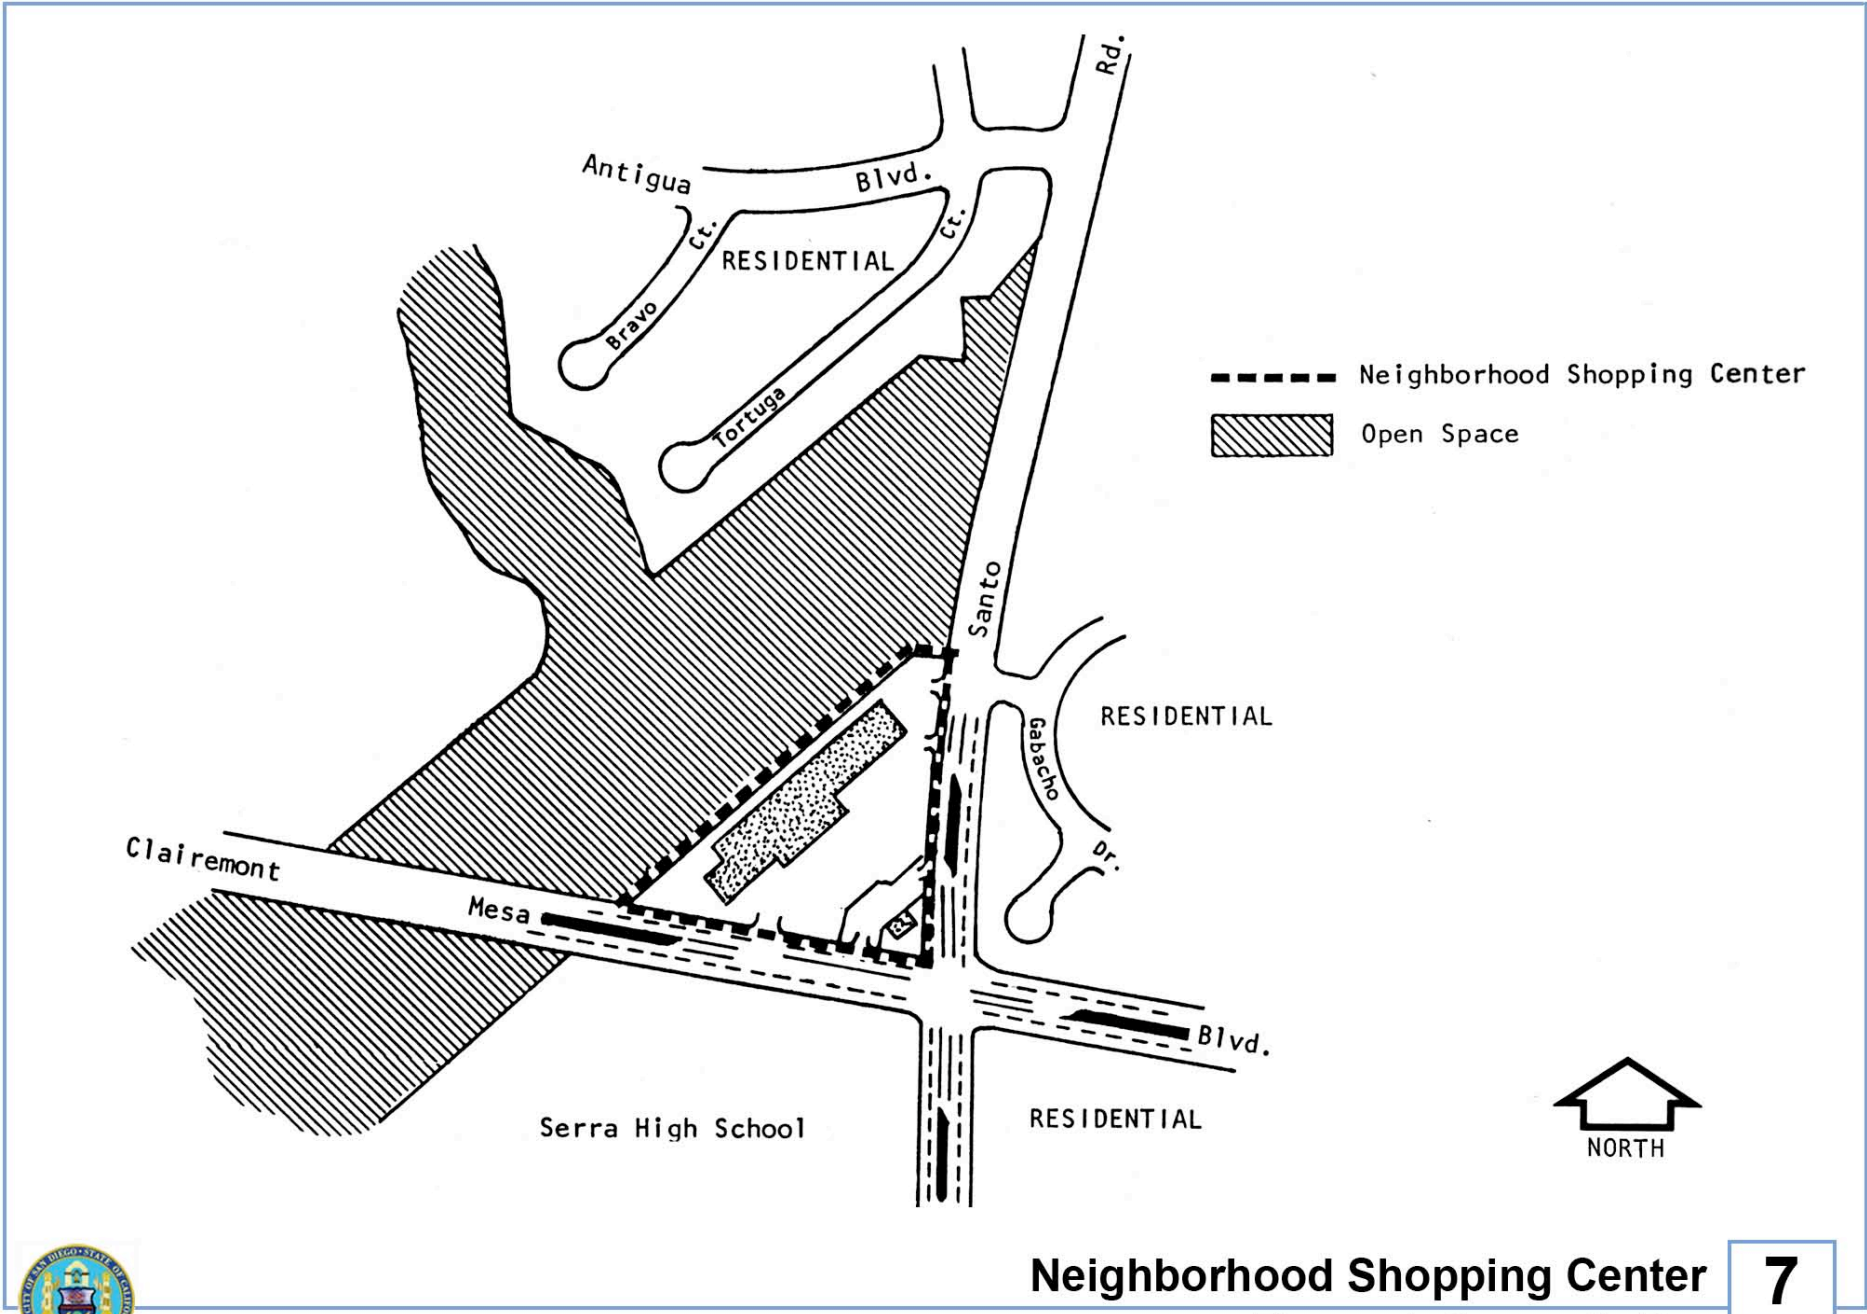 Rd.
Antigua Blvd.
Ct.
Ct.
RESIDENTIAL
Bravo
Tortuga
Neighborhood Shopping Center
Open Space
Santo
RESIDENTIAL
Gabacho
Dr.
Clairemont
Mesa
Blvd.
Serra High School
RESIDENTIAL
NORTH
Neighborhood Shopping Center
7